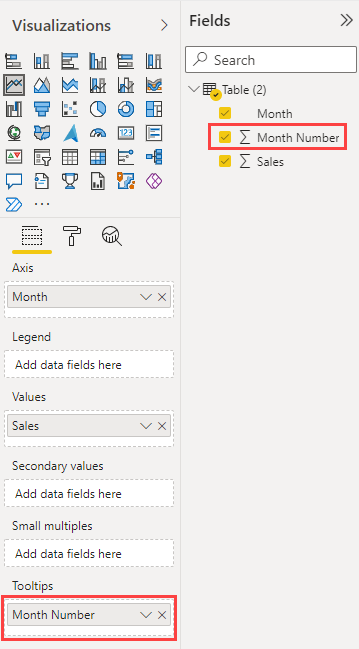 Visualizations
Axis
Month
Legend
Add data fields here
Values
Sales
Secondary values
Add data fields here
Small multiples
Add data fields here
Tooltips
Month Number
Fields
Search
Table (2)
Month
Month Number
Sales